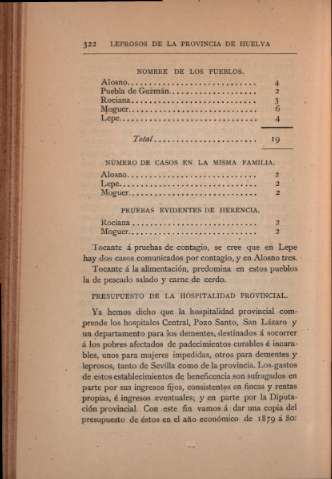 322 LEPROSOS DE LA PROVINCIA DE HUELVA
NOMBRE DE LOS PUEBLOS.
Alosno............................ 4
Puebla de Guzmán................... 2
Rociana........................... 3
Moguer............................ 6
Lepe.............................. 4
Total....................... 19
NÚMERO DE CASOS EN LA MISMA FAMILIA.
Alosno............................ 2
Lepe.............................. 2
Moguer............................ 2
PRUEBAS EVIDENTES DE HERENCIA.
Rociana........................... 2
Moguer............................ 2
Tocante á pruebas de contagio, se cree que en Lepe
hay dos casos comunicados por contagio, y en Alosno tres.
Tocante á la alimentación, predomina en estos pueblos
la de pescado salado y carne de cerdo.
PRESUPUESTO DE LA HOSPITALIDAD PROVINCIAL.
Ya hemos dicho que la hospitalidad provincial com-
prende los hospitales Central, Pozo Santo, San Lázaro y
un departamento para los dementes, destinados á socorrer
á los pobres afectados de padecimientos curables é incura-
bles, unos para mujeres impedidas, otros para dementes y
leprosos, tanto de Sevilla como de la provincia. Los gastos
de estos establecimientos de beneficencia son sufragados en
parte por sus ingresos fijos, consistentes en fincas y rentas
propias, é ingresos eventuales; y en parte por la Diputa-
ción provincial. Con este fin vamos á dar una copia del
presupuesto de éstos en el año económico de 1879 á 80: